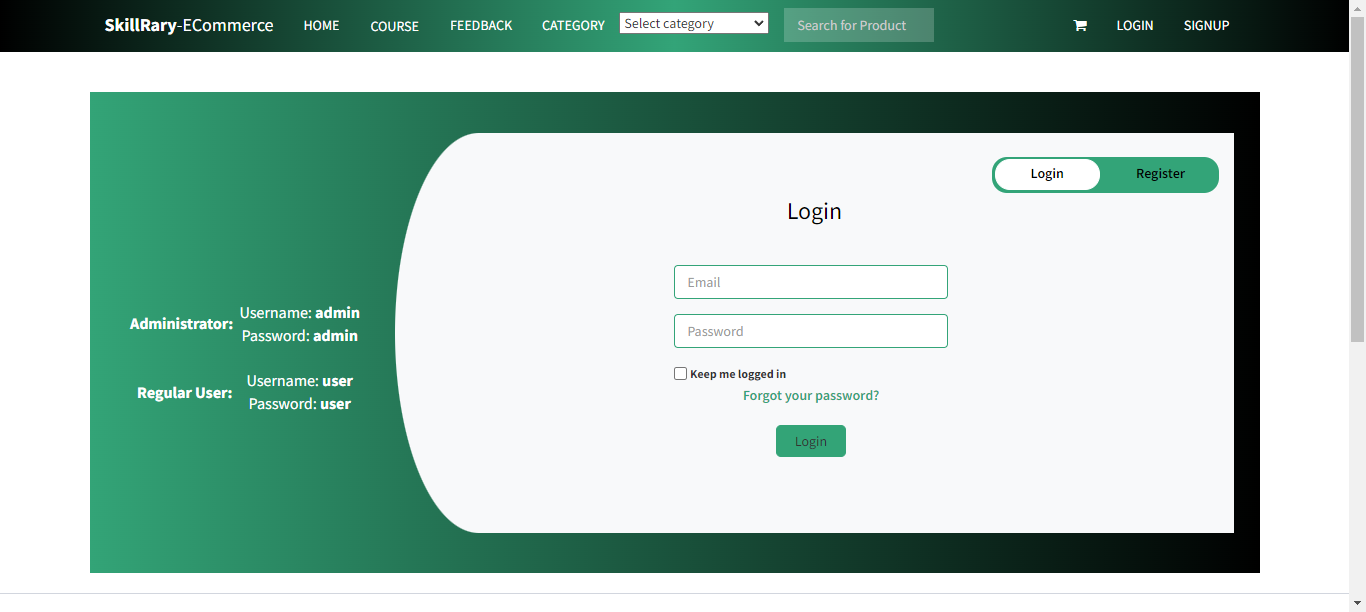 SkillRary-ECommerce HOME COURSE FEEDBACK CATEGORY Select category Search for Product LOGIN SIGNUP
Login Register
Login
Email
Password
Keep me logged in
Forgot your password?
Login
Administrator: Username: admin
Password: admin
Regular User: Username: user
Password: user